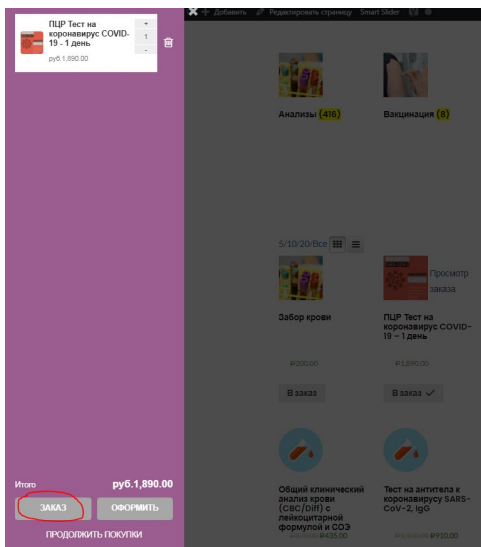 Добавить Редактировать страницу Smart Slider
ПЦР Тест на
коронавирус COVID-
19 - 1 день
руб.1,890.00
+
1
-
Анализы (416)
Вакцинация (8)
5/10/20/Все
Просмотр
заказа
Забор крови
ПЦР Тест на
коронавирус COVID-
19 – 1 день
₽200.00
₽1,890.00
В заказ
В заказ
Общий клинический
анализ крови
(CBC/Diff) с
лейкоцитарной
формулой и СОЭ
₽435.00
Тест на антитела к
коронавирусу SARS-
CoV-2, IgG
₽910.00
Итого руб.1,890.00
ЗАКАЗ
ОФОРМИТЬ
ПРОДОЛЖИТЬ ПОКУПКИ